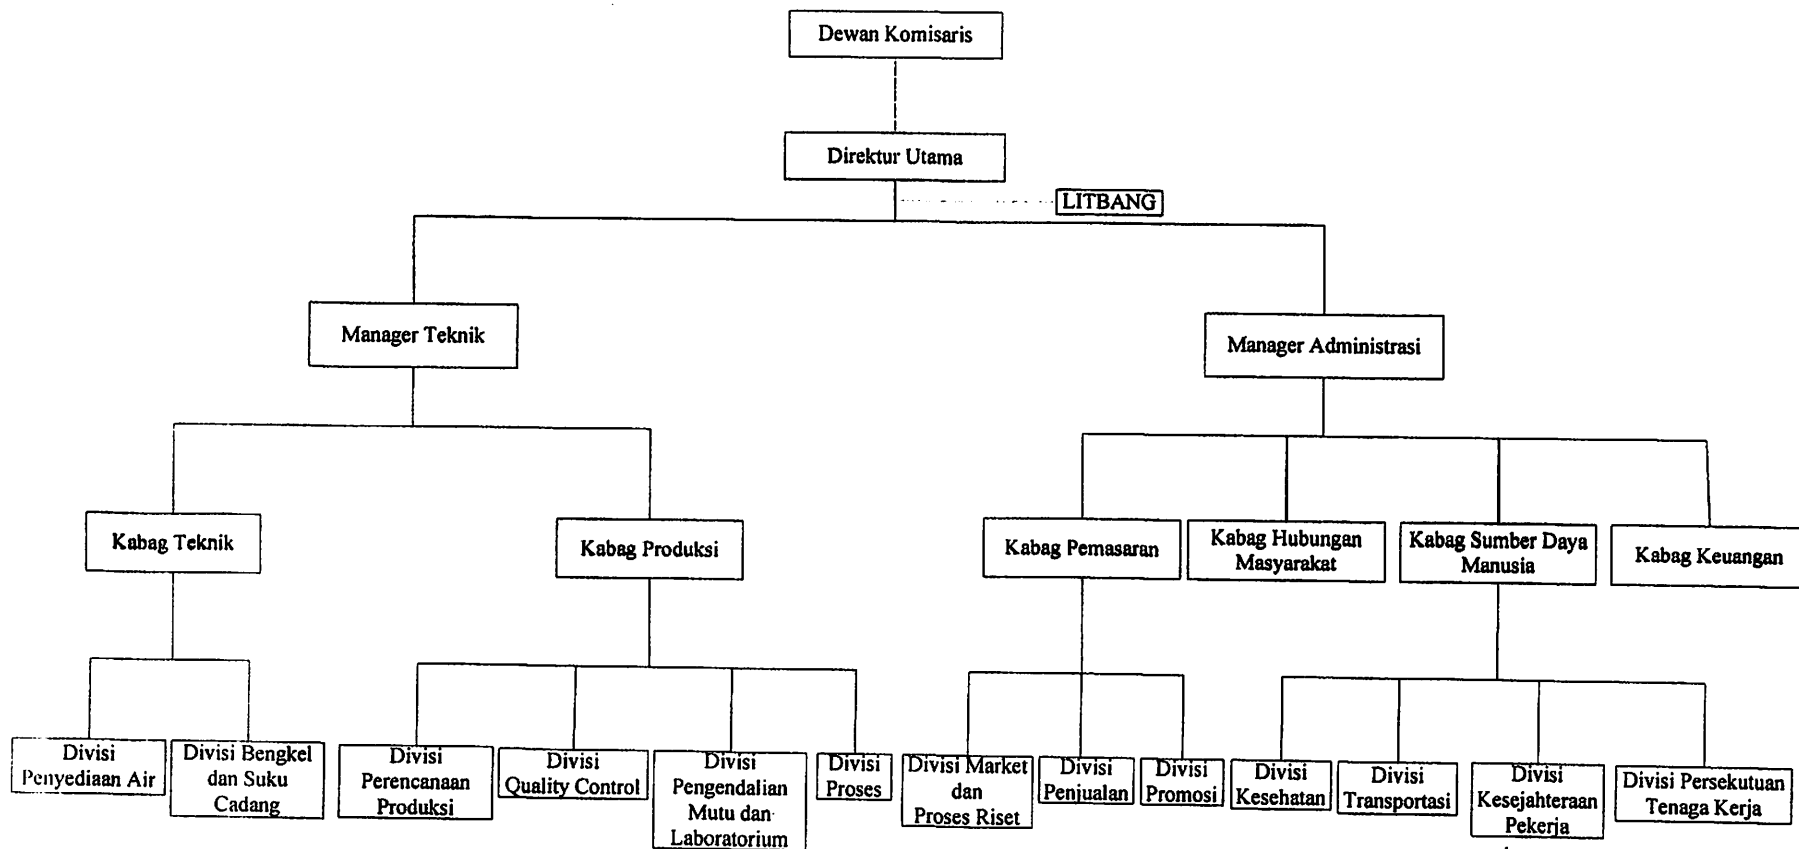 Dewan Komisaris
Direktur Utama
LITBANG
Manager Teknik
Manager Administrasi
Kabag Teknik
Kabag Produksi
Kabag Pemasaran
Kabag Hubungan
Masyarakat
Kabag Sumber Daya
Manusia
Kabag Keuangan
Divisi
Penyediaan Air
Divisi Bengkel
dan Suku
Cadang
Divisi
Perencanaan
Produksi
Divisi
Quality Control
Divisi
Pengendalian
Mutu dan
Laboratorium
Divisi
Proses
Divisi Market
dan
Proses Riset
Divisi
Penjualan
Divisi
Promosi
Divisi
Kesehatan
Divisi
Transportasi
Divisi
Kesejahteraan
Pekerja
Divisi Persekutuan
Tenaga Kerja